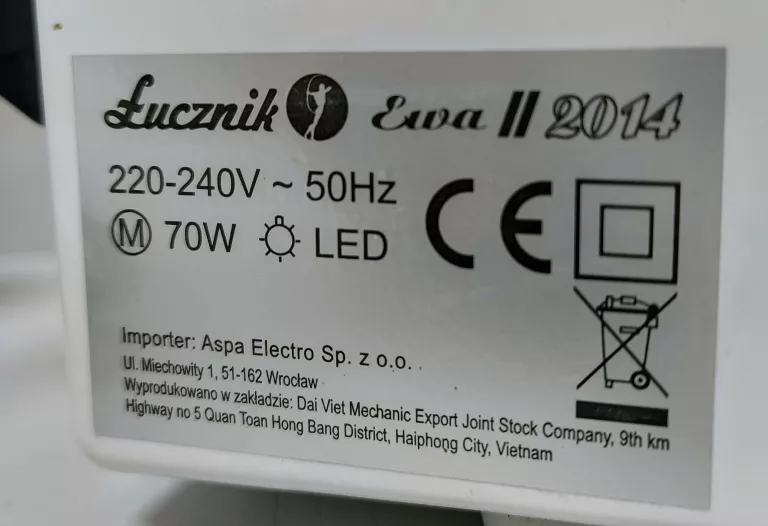 Łucznik Ewa II 2014
220-240V ~ 50Hz
M 70W LED
CE
Importer: Aspa Electro Sp. z o.o.
Ul. Miechowity 1, 51-162 Wrocław
Wyprodukowano w zakładzie: Dai Viet Mechanic Export Joint Stock Company, 9th km
Highway no 5 Quan Toan Hong Bang District, Haiphong City, Vietnam